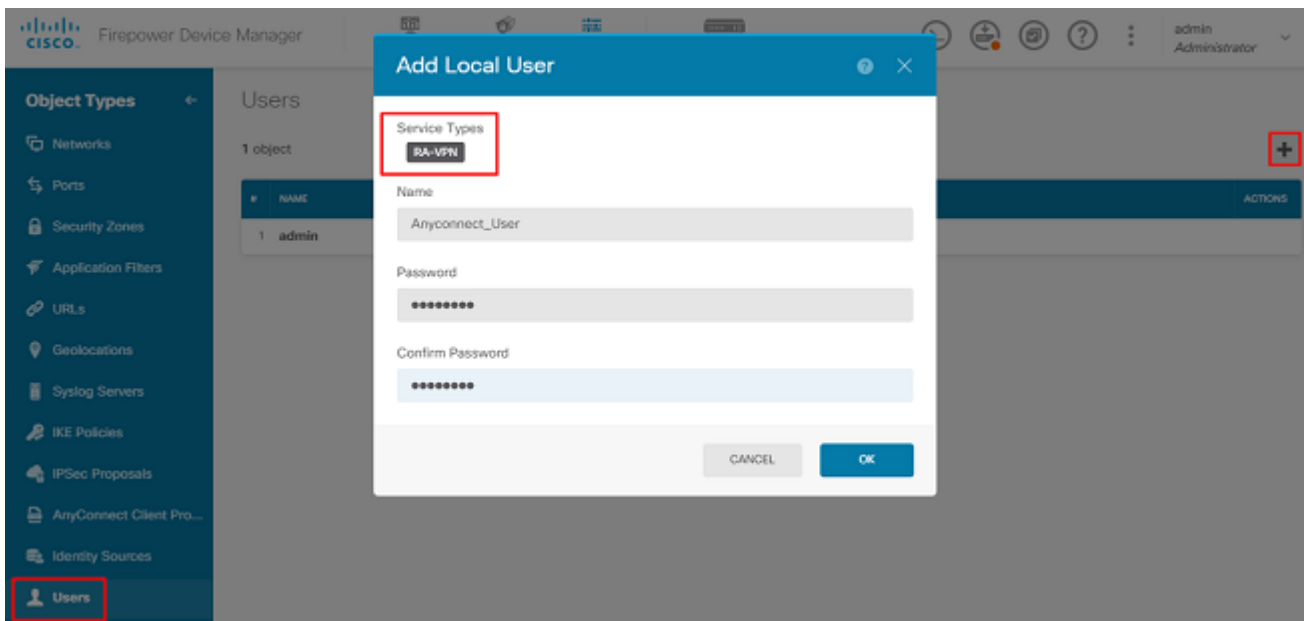 CISCO
Firepower Device Manager
admin
Administrator
Object Types
Networks
Ports
Security Zones
Application Filters
URLs
Geolocations
Syslog Servers
IKE Policies
IPSec Proposals
AnyConnect Client Pro...
Identity Sources
Users
Users
1 object
# NAME ACTIONS
1 admin
Add Local User
Service Types
RA-VPN
Name
Anyconnect_User
Password
••••••••
Confirm Password
••••••••
CANCEL OK